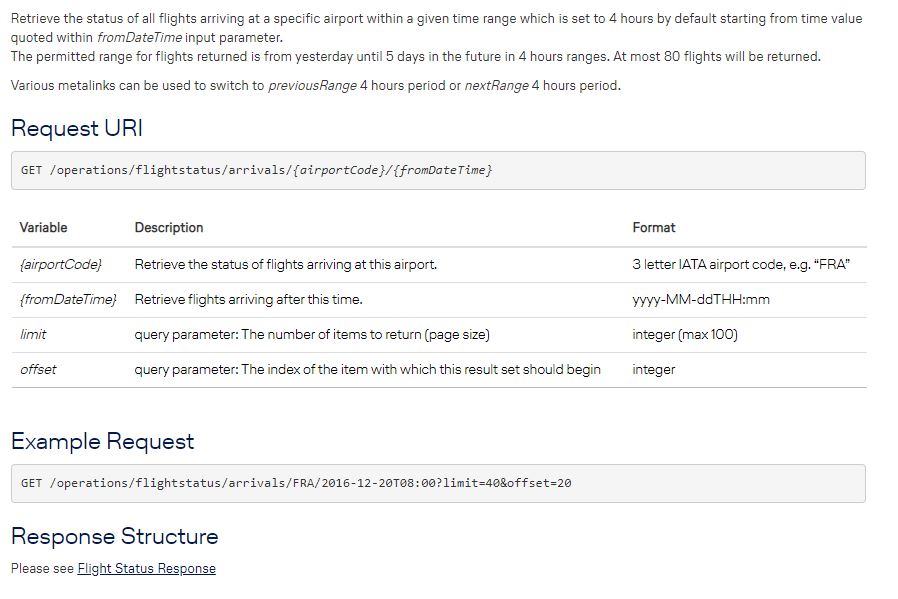 Retrieve the status of all flights arriving at a specific airport within a given time range which is set to 4 hours by default starting from time value
quoted within fromDateTime input parameter.
The permitted range for flights returned is from yesterday until 5 days in the future in 4 hours ranges. At most 80 flights will be returned.
Various metalinks can be used to switch to previousRange 4 hours period or nextRange 4 hours period.
Request URI
GET /operations/flightstatus/arrivals/{airportCode}/{fromDateTime}
Variable Description Format
{airportCode} Retrieve the status of flights arriving at this airport. 3 letter IATA airport code, e.g. “FRA”
{fromDateTime} Retrieve flights arriving after this time. yyyy-MM-ddTHH:mm
limit query parameter: The number of items to return (page size) integer (max 100)
offset query parameter: The index of the item with which this result set should begin integer
Example Request
GET /operations/flightstatus/arrivals/FRA/2016-12-20T08:00?limit=40&offset=20
Response Structure
Please see Flight Status Response